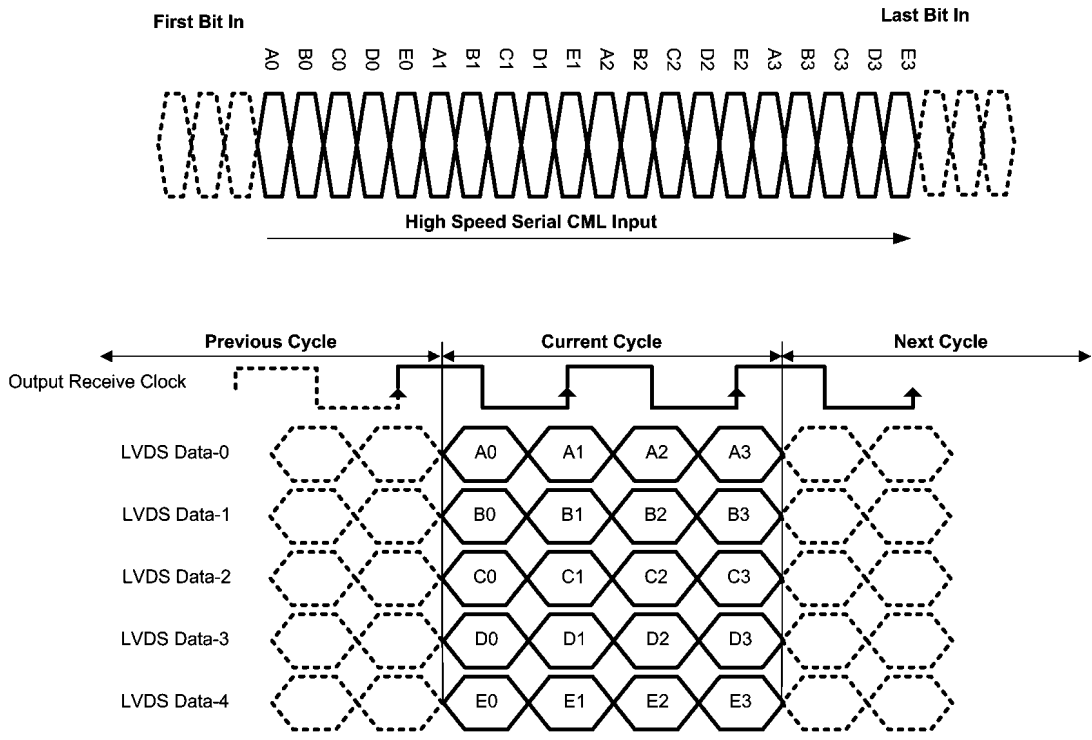 First Bit In
Last Bit In
A0 B0 C0 D0 E0 A1 B1 C1 D1 E1 A2 B2 C2 D2 E2 A3 B3 C3 D3 E3
High Speed Serial CML Input
Previous Cycle Current Cycle Next Cycle
Output Receive Clock
LVDS Data-0 A0 A1 A2 A3
LVDS Data-1 B0 B1 B2 B3
LVDS Data-2 C0 C1 C2 C3
LVDS Data-3 D0 D1 D2 D3
LVDS Data-4 E0 E1 E2 E3